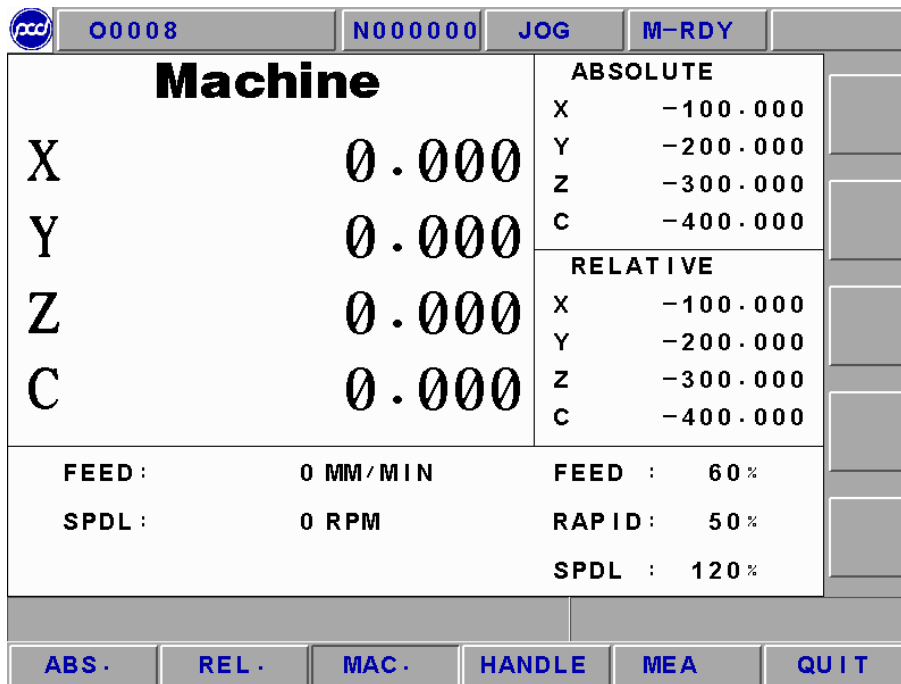 pcd O0008 N000000 JOG M-RDY
Machine
X 0.000
Y 0.000
Z 0.000
C 0.000
ABSOLUTE
X -100.000
Y -200.000
Z -300.000
C -400.000
RELATIVE
X -100.000
Y -200.000
Z -300.000
C -400.000
FEED: 0 MM/MIN
SPDL: 0 RPM
FEED : 60%
RAPID: 50%
SPDL : 120%
ABS. REL. MAC. HANDLE MEA QUIT